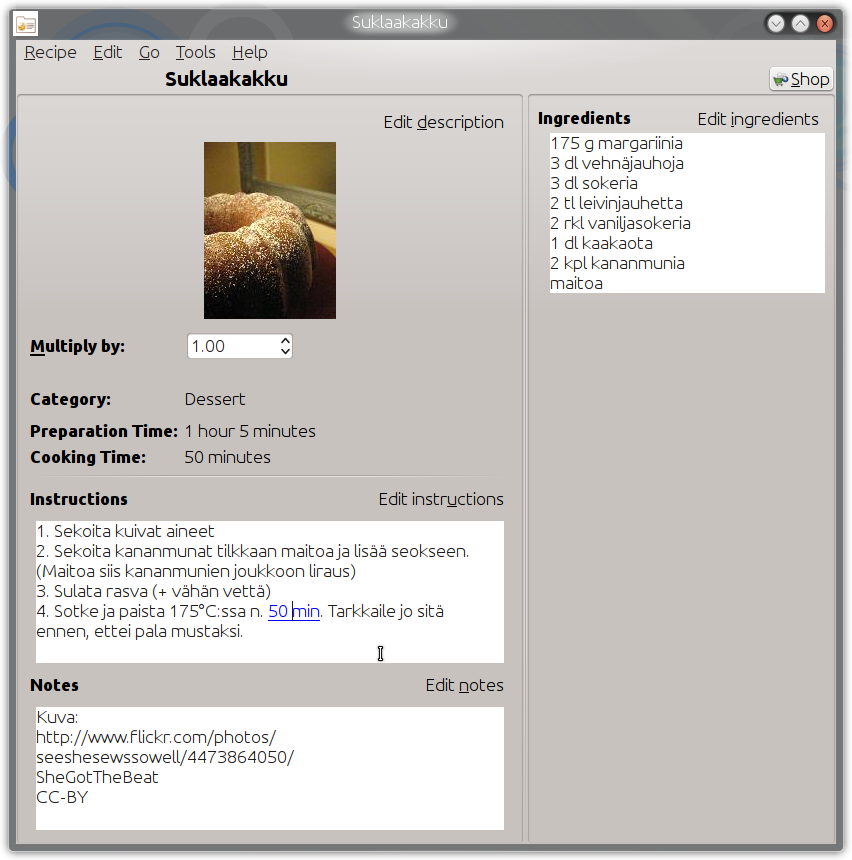 Suklaakakku
Recipe Edit Go Tools Help
Suklaakakku
Shop
Edit description
Multiply by: 1.00
Category: Dessert
Preparation Time: 1 hour 5 minutes
Cooking Time: 50 minutes
Instructions Edit instructions
1. Sekoita kuivat aineet
2. Sekoita kananmunat tilkkaan maitoa ja lisää seokseen.
(Maitoa siis kananmunien joukkoon liraus)
3. Sulata rasva (+ vähän vettä)
4. Sotke ja paista 175°C:ssa n. 50 min. Tarkkaile jo sitä
ennen, ettei pala mustaksi.
Notes Edit notes
Kuva:
http://www.flickr.com/photos/
seeshesewssowell/4473864050/
SheGotTheBeat
CC-BY
Ingredients Edit ingredients
175 g margariinia
3 dl vehnäjauhoja
3 dl sokeria
2 tl leivinjauhetta
2 rkl vaniljasokeria
1 dl kaakaota
2 kpl kananmunia
maitoa